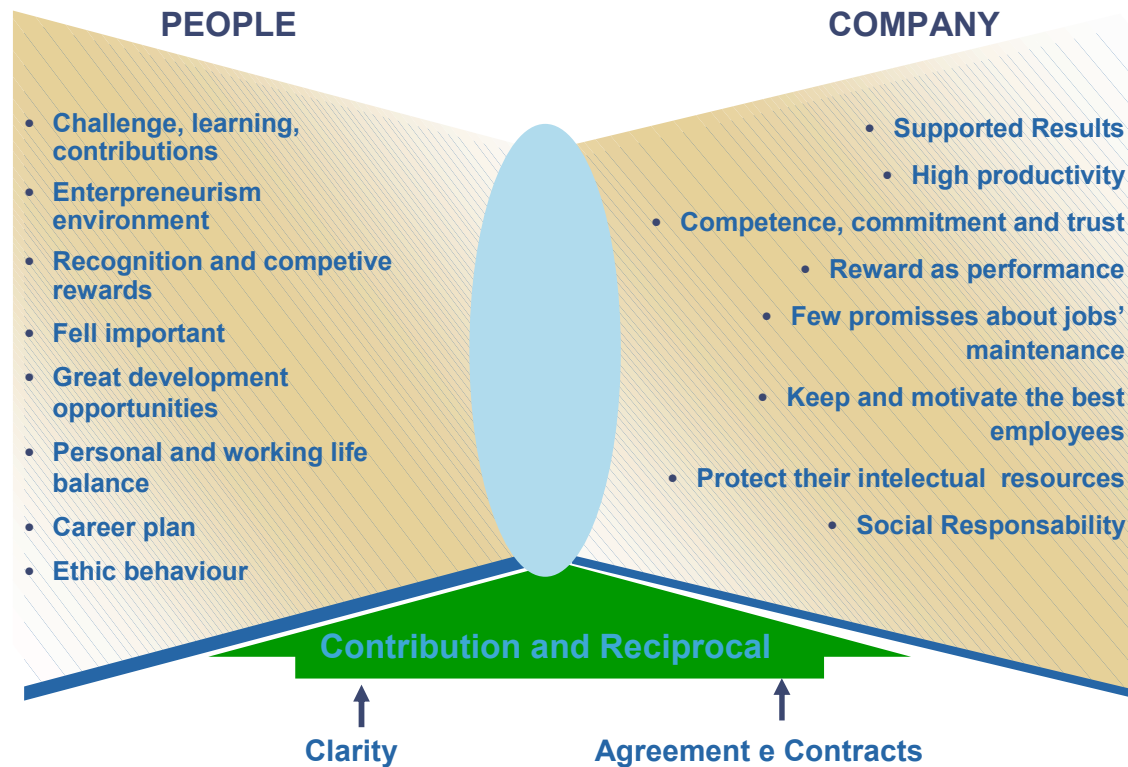 PEOPLE
• Challenge, learning,
contributions
• Enterpreneurism
environment
• Recognition and competive
rewards
• Fell important
• Great development
opportunities
• Personal and working life
balance
• Career plan
• Ethic behaviour
COMPANY
• Supported Results
• High productivity
• Competence, commitment and trust
• Reward as performance
• Few promisses about jobs’
maintenance
• Keep and motivate the best
employees
• Protect their intelectual resources
• Social Responsability
Contribution and Reciprocal
Clarity
Agreement e Contracts